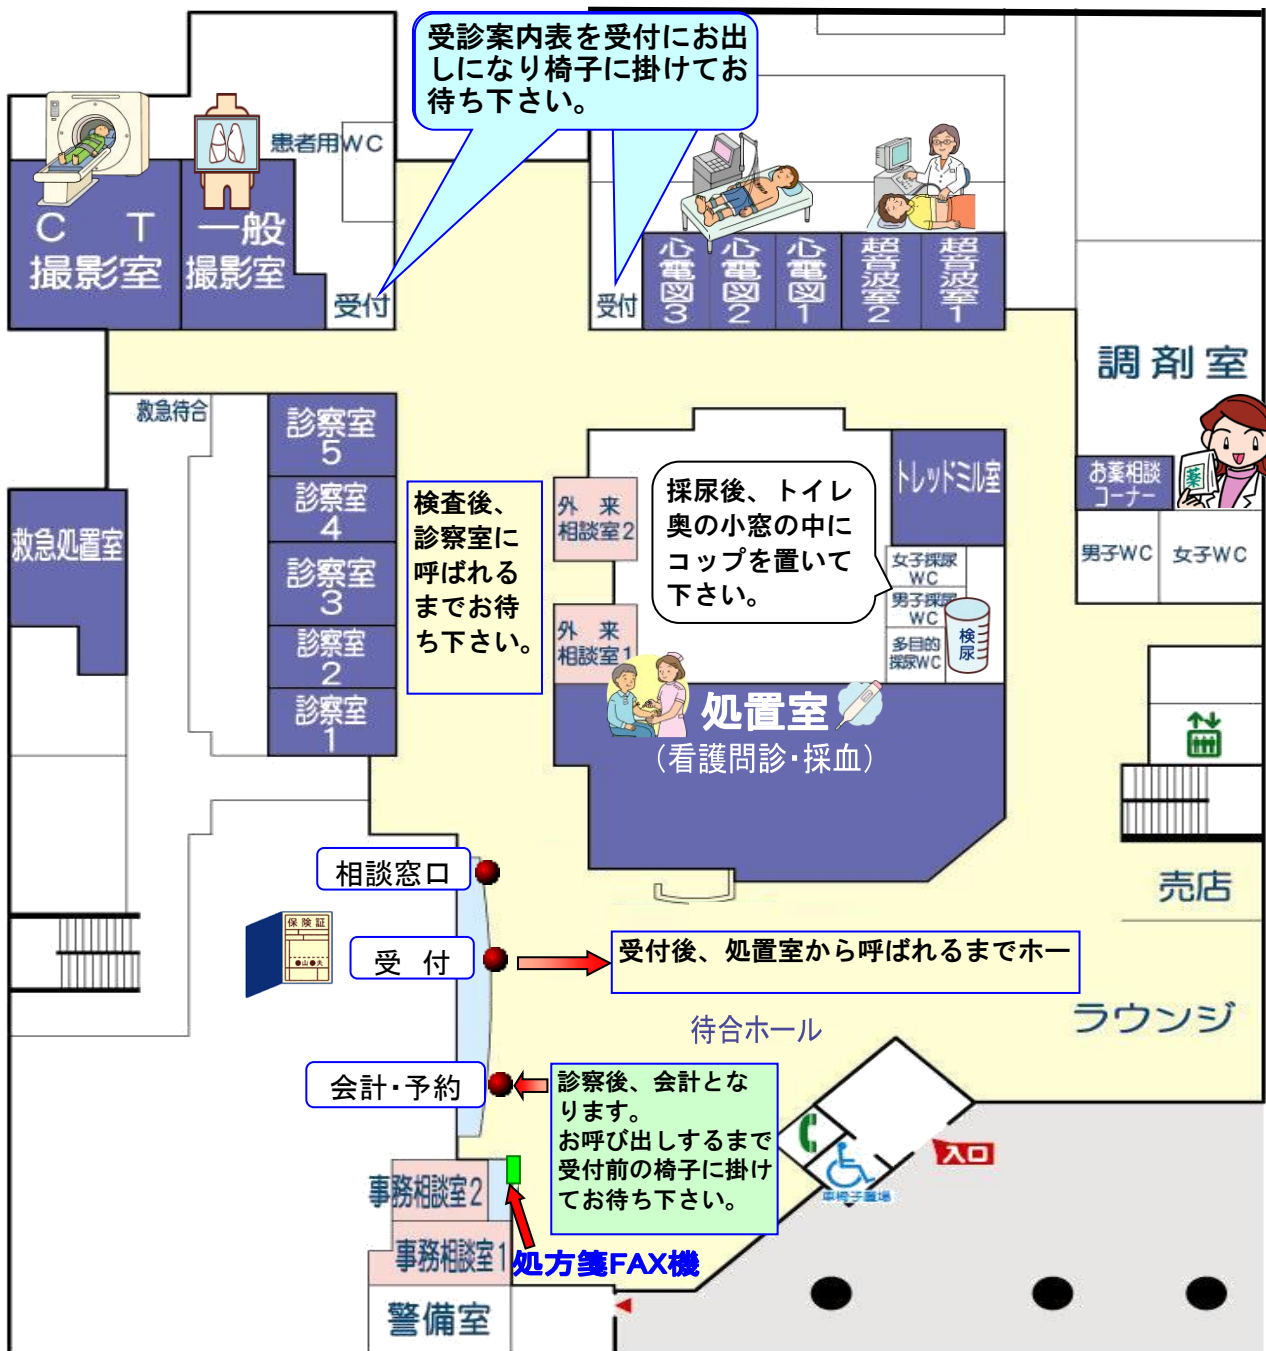 受診案内表を受付にお出
しになり椅子に掛けてお
待ち下さい。
患者用WC
CT
撮影室
一般
撮影室
受付
受付
心電図3
心電図2
心電図1
超音波室2
超音波室1
調剤室
救急待合
診察室
5
診察室
4
診察室
3
診察室
2
診察室
1
救急処置室
検査後、
診察室に
呼ばれる
までお待
ち下さい。
外来
相談室2
外来
相談室1
採尿後、トイレ
奥の小窓の中に
コップを置いて
下さい。
トレッドミル室
女子採尿
WC
男子採尿
WC
多目的
採尿WC
検尿
お薬相談
コーナー
薬
男子WC
女子WC
処置室
(看護問診・採血)
相談窓口
保険証
●山●夫
受付
受付後、処置室から呼ばれるまでホー
売店
ラウンジ
待合ホール
会計・予約
診察後、会計とな
ります。
お呼び出しするまで
受付前の椅子に掛け
てお待ち下さい。
車椅子置場
入口
事務相談室2
事務相談室1
処方箋FAX機
警備室